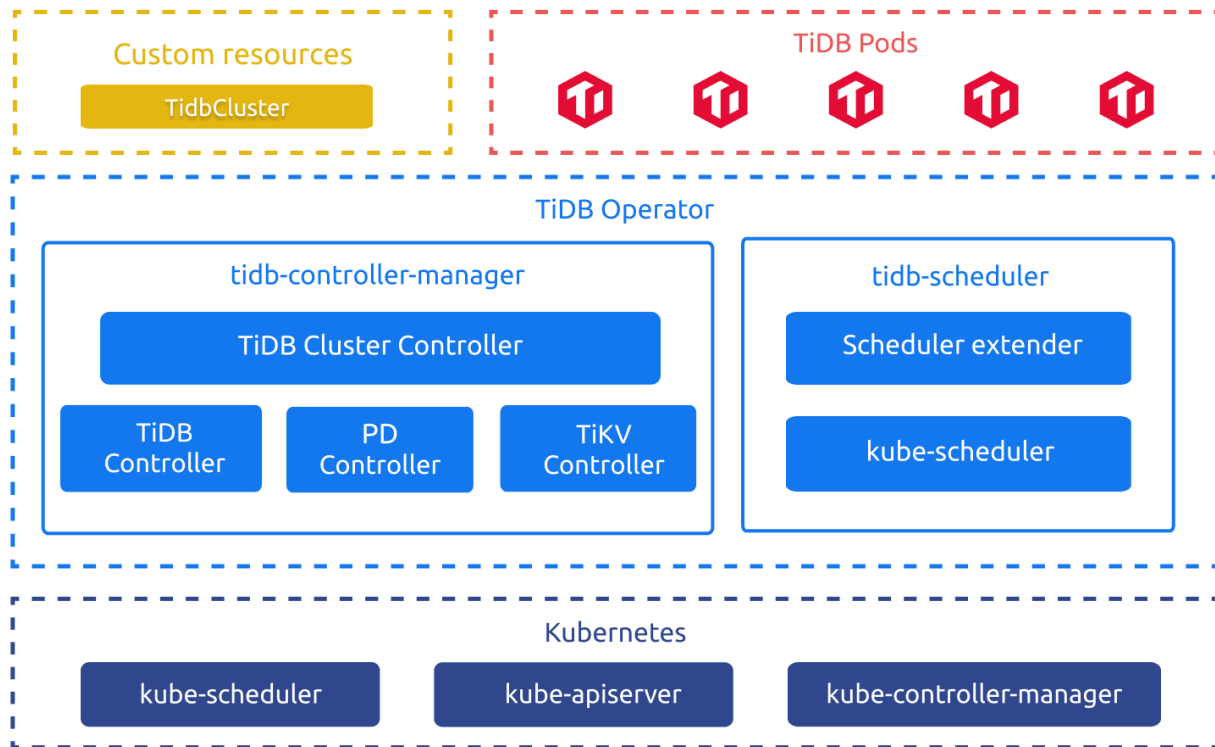 Custom resources
TidbCluster
TiDB Pods
TiDB Operator
tidb-controller-manager
TiDB Cluster Controller
TiDB
Controller
PD
Controller
TiKV
Controller
tidb-scheduler
Scheduler extender
kube-scheduler
Kubernetes
kube-scheduler
kube-apiserver
kube-controller-manager